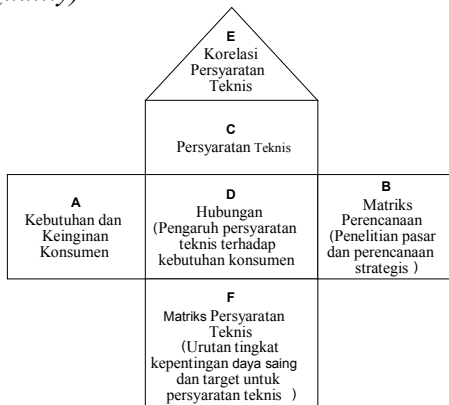 E
Korelasi
Persyaratan
Teknis
C
Persyaratan Teknis
A
Kebutuhan dan
Keinginan
Konsumen
D
Hubungan
(Pengaruh persyaratan
teknis terhadap
kebutuhan konsumen
B
Matriks
Perencanaan
(Penelitian pasar
dan perencanaan
strategis )
F
Matriks Persyaratan
Teknis
(Urutan tingkat
kepentingan daya saing
dan target untuk
persyaratan teknis )